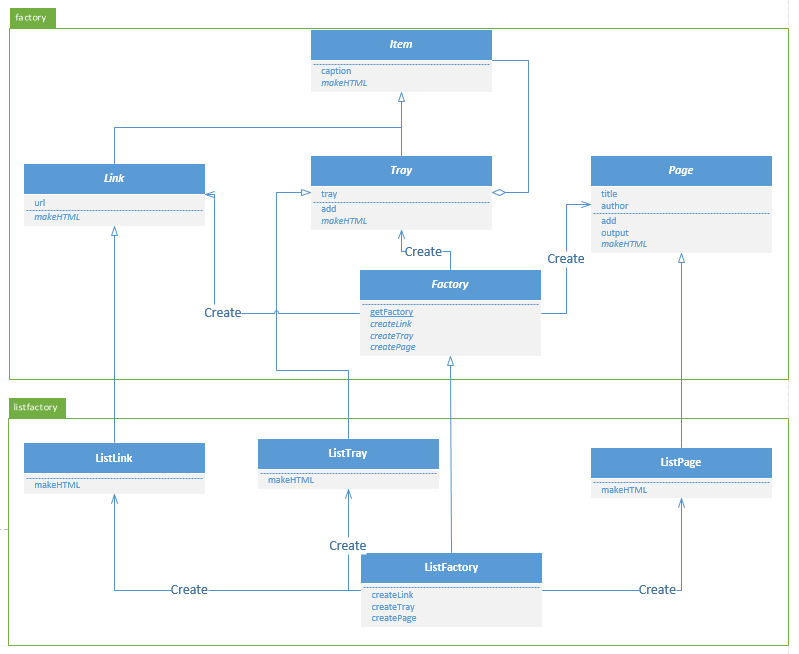 factory
Item
caption
makeHTML
Link
url
makeHTML
Tray
tray
add
makeHTML
Page
title
author
add
output
makeHTML
Create
Create
Create
Factory
getFactory
createLink
createTray
createPage
listfactory
ListLink
makeHTML
ListTray
makeHTML
ListPage
makeHTML
Create
Create
Create
ListFactory
createLink
createTray
createPage